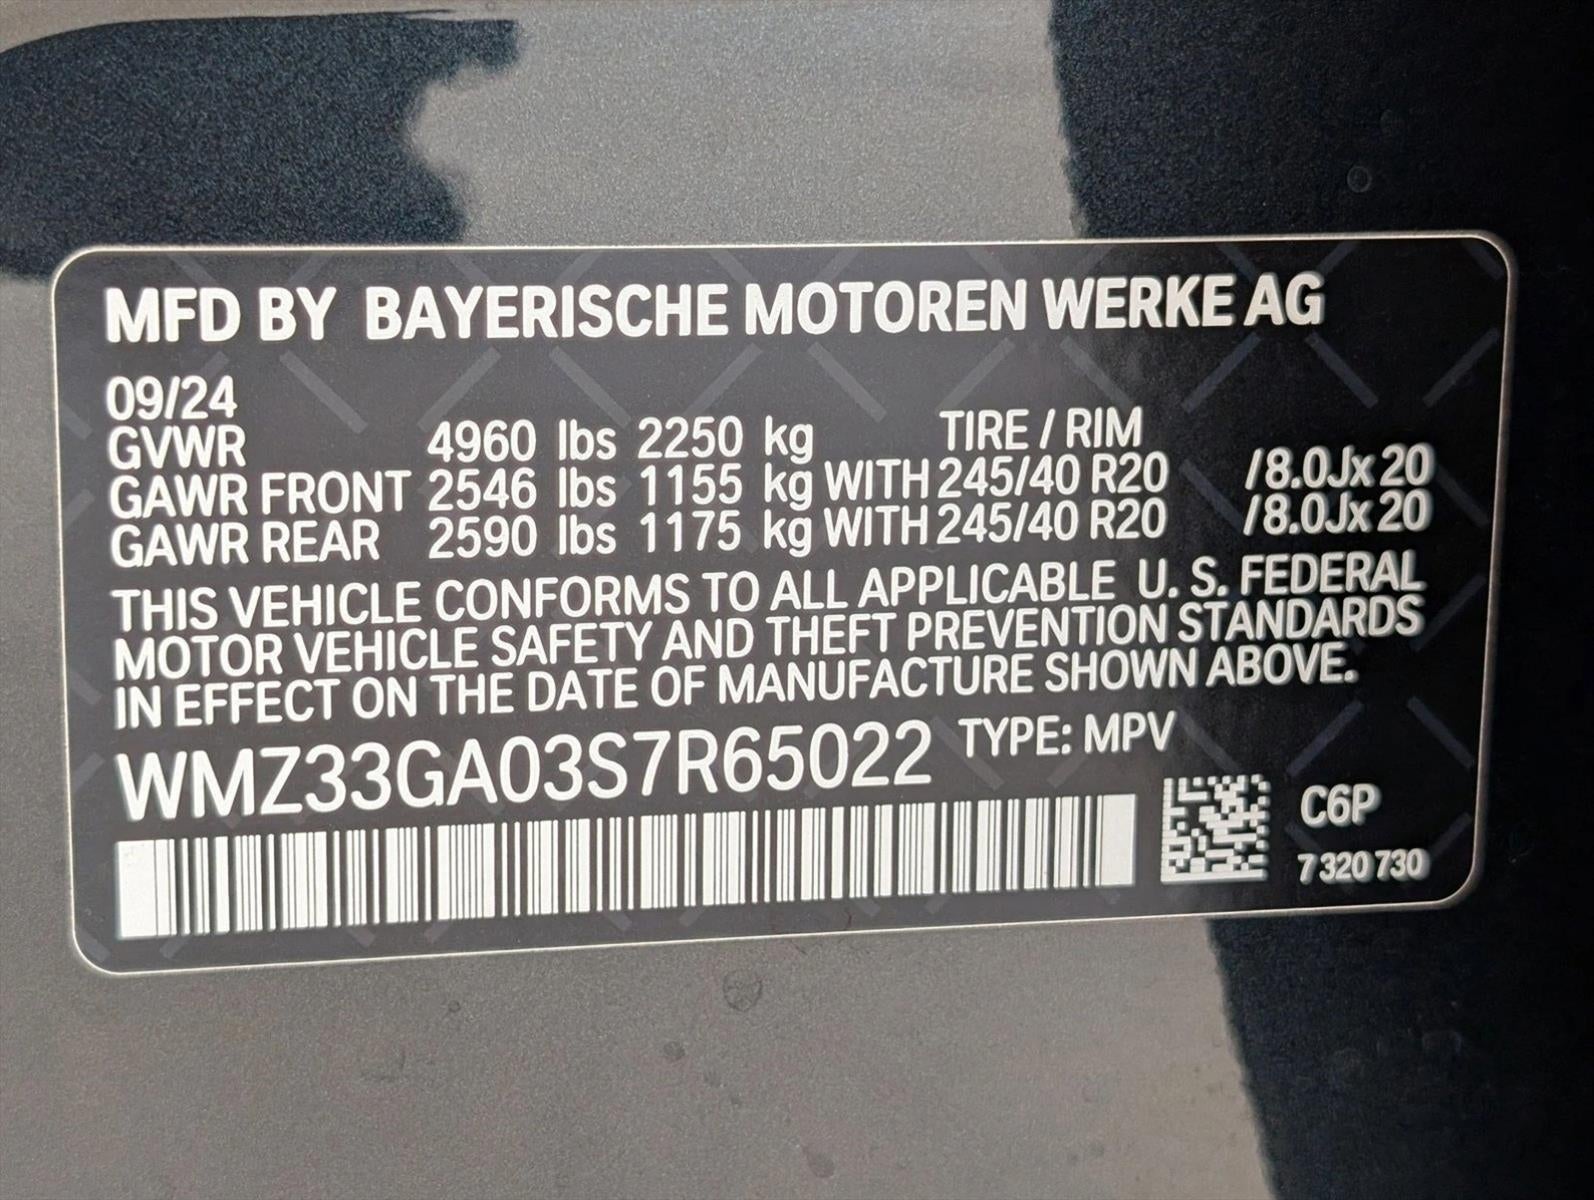 MFD BY BAYERISCHE MOTOREN WERKE AG
09/24
GVWR 4960 lbs 2250 kg TIRE / RIM
GAWR FRONT 2546 lbs 1155 kg WITH 245/40 R20 /8.0Jx20
GAWR REAR 2590 lbs 1175 kg WITH 245/40 R20 /8.0Jx20
THIS VEHICLE CONFORMS TO ALL APPLICABLE U. S. FEDERAL
MOTOR VEHICLE SAFETY AND THEFT PREVENTION STANDARDS
IN EFFECT ON THE DATE OF MANUFACTURE SHOWN ABOVE.
WMZ33GA03S7R65022 TYPE: MPV
C6P
7 320 730